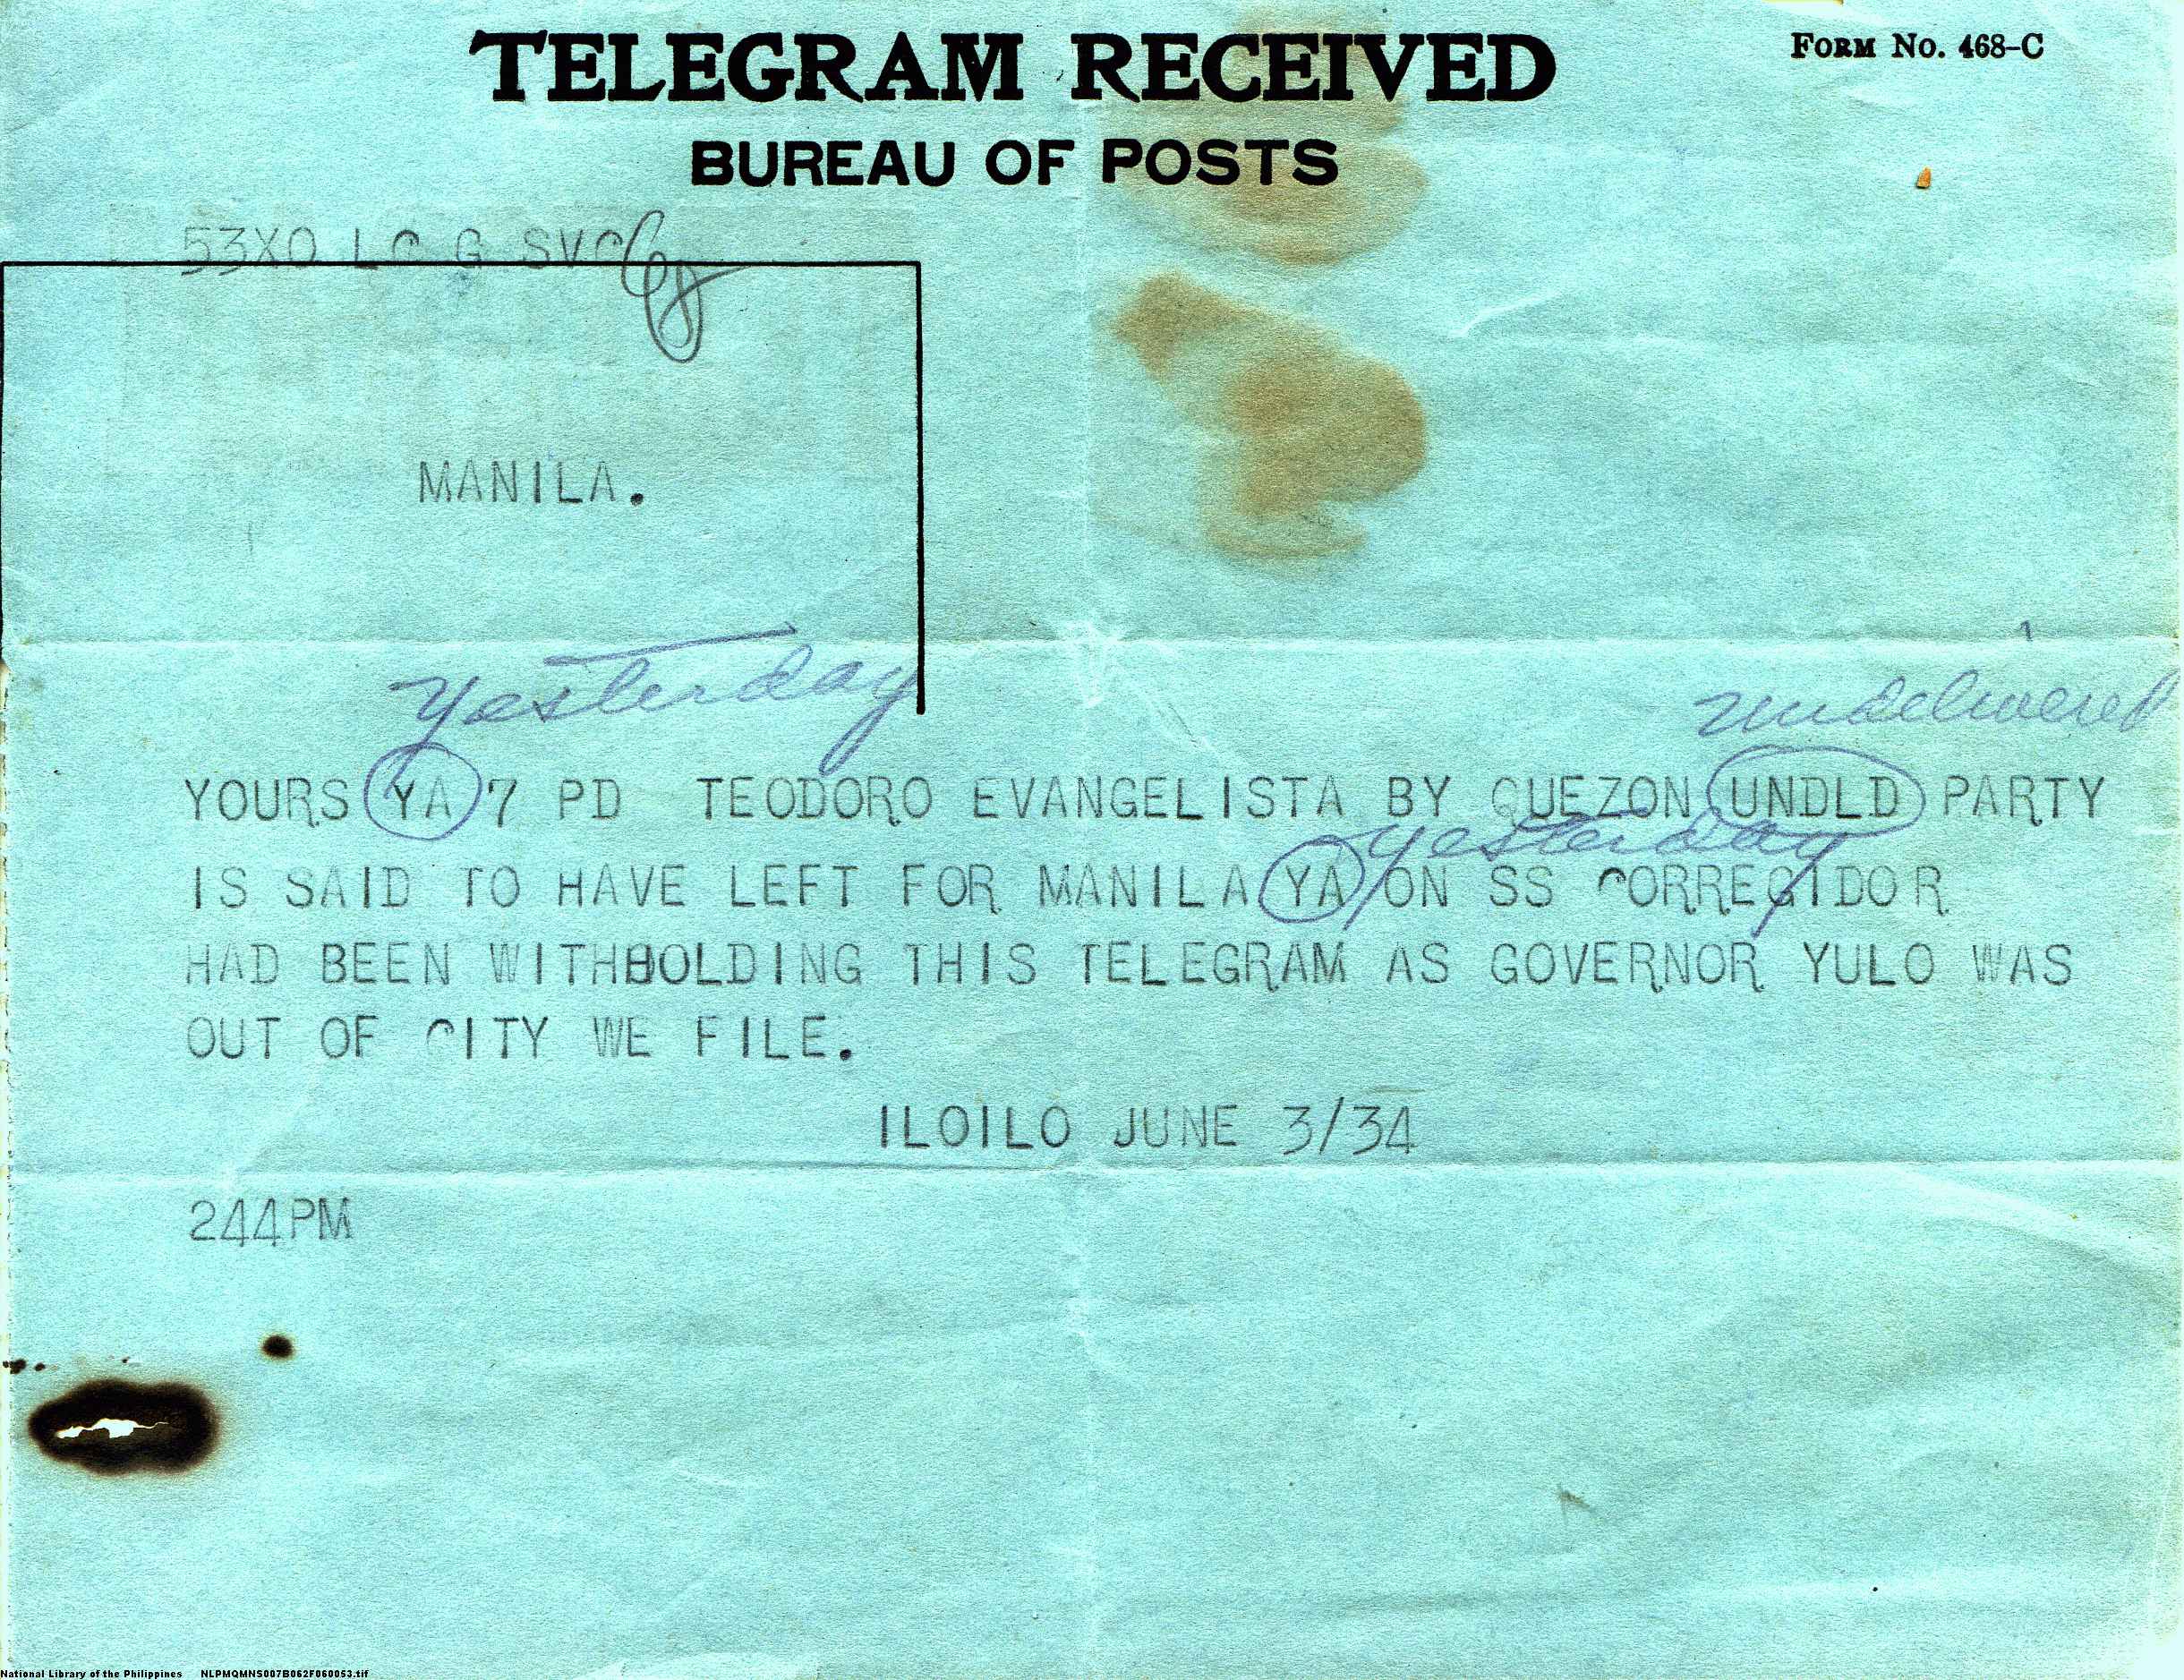 TELEGRAM RECEIVED
FORM NO. 468-C
BUREAU OF POSTS
53XO LC G SVC
MANILA.
yesterday
undelivered
YOURS YA 7 PD TEODORO EVANGELISTA BY QUEZON UNDLD PARTY
yesterday
IS SAID TO HAVE LEFT FOR MANILA YA ON SS CORREGIDOR
HAD BEEN WITHHOLDING THIS TELEGRAM AS GOVERNOR YULO WAS
OUT OF CITY WE FILE.
ILOILO JUNE 3/34
244PM
National Library of the Philippines NLPMQMNS007B062F060053.tif